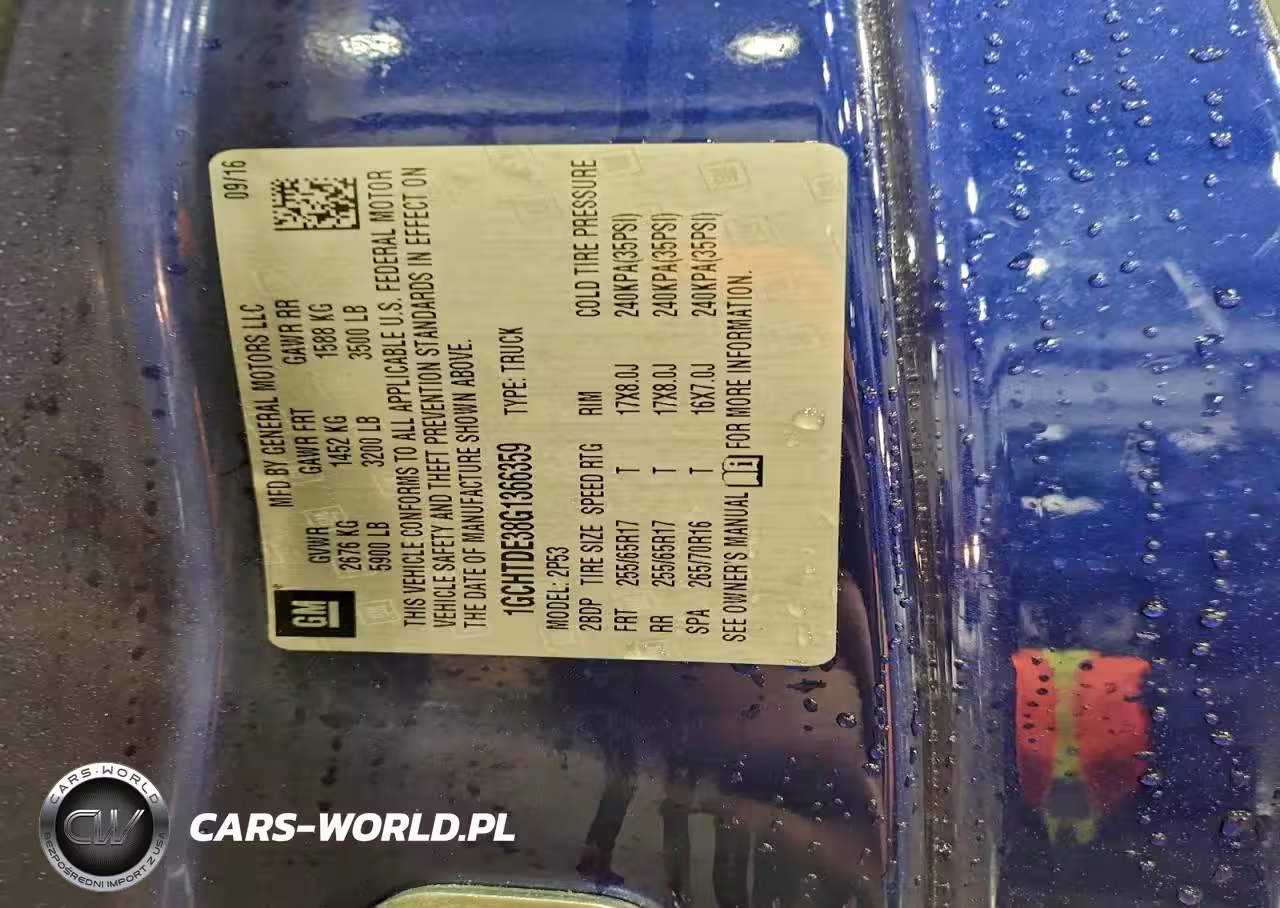 09/16
MFD BY GENERAL MOTORS LLC
GVWR GAWR FRT GAWR RR
2676 KG 1452 KG 1588 KG
5900 LB 3200 LB 3500 LB
GM
THIS VEHICLE CONFORMS TO ALL APPLICABLE U.S. FEDERAL MOTOR
VEHICLE SAFETY AND THEFT PREVENTION STANDARDS IN EFFECT ON
THE DATE OF MANUFACTURE SHOWN ABOVE.
1GCHTDE38G1366359 TYPE: TRUCK
MODEL: 2P53
2BDP TIRE SIZE SPEED RTG RIM COLD TIRE PRESSURE
FRT 255/65R17 T 17X8.0J 240KPA(35PSI)
RR 255/65R17 T 17X8.0J 240KPA(35PSI)
SPA 265/70R16 T 16X7.0J 240KPA(35PSI)
SEE OWNER'S MANUAL i FOR MORE INFORMATION.
CARS-WORLD
CW
BEZPOŚREDNI IMPORT Z USA
CARS-WORLD.PL